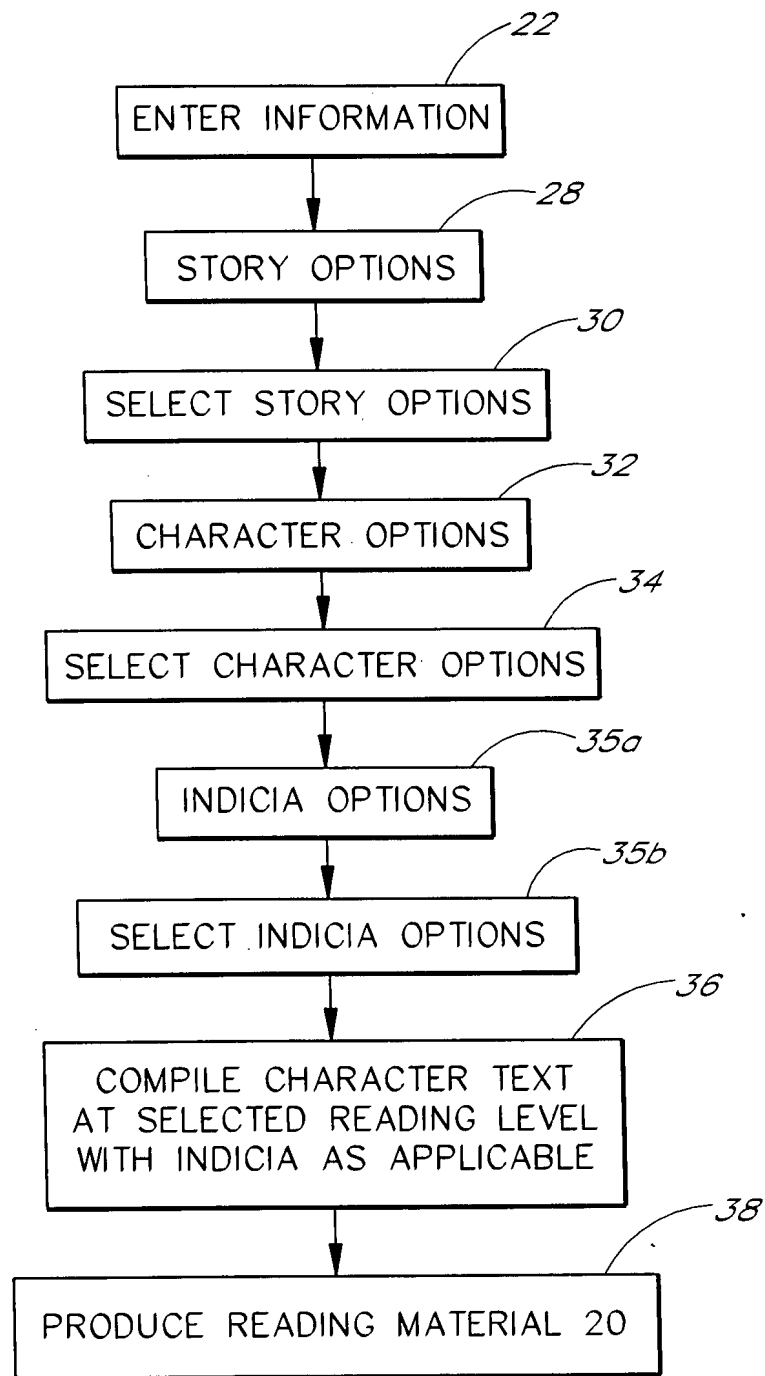 22
ENTER INFORMATION
28
STORY OPTIONS
30
SELECT STORY OPTIONS
32
CHARACTER OPTIONS
34
SELECT CHARACTER OPTIONS
35a
INDICIA OPTIONS
35b
SELECT INDICIA OPTIONS
36
COMPILE CHARACTER TEXT
AT SELECTED READING LEVEL
WITH INDICIA AS APPLICABLE
38
PRODUCE READING MATERIAL 20